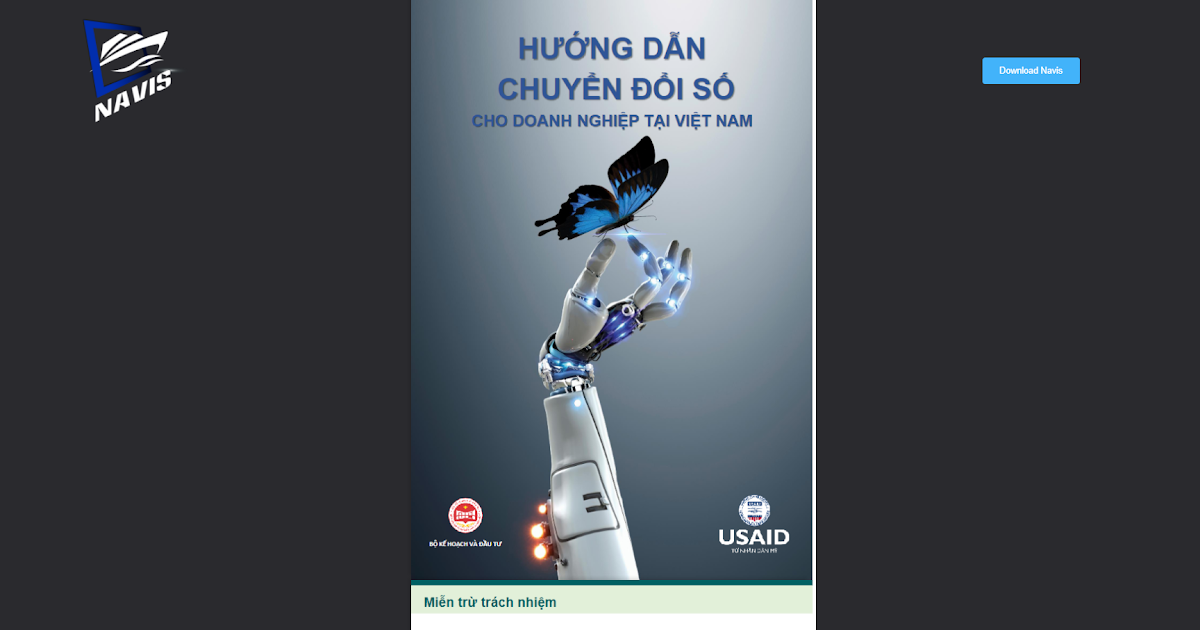 NAVIS
Download Navis
HƯỚNG DẪN
CHUYỂN ĐỔI SỐ
CHO DOANH NGHIỆP TẠI VIỆT NAM
BỘ KẾ HOẠCH VÀ ĐẦU TƯ
USAID
TỪ NHÂN DÂN MỸ
Miễn trừ trách nhiệm